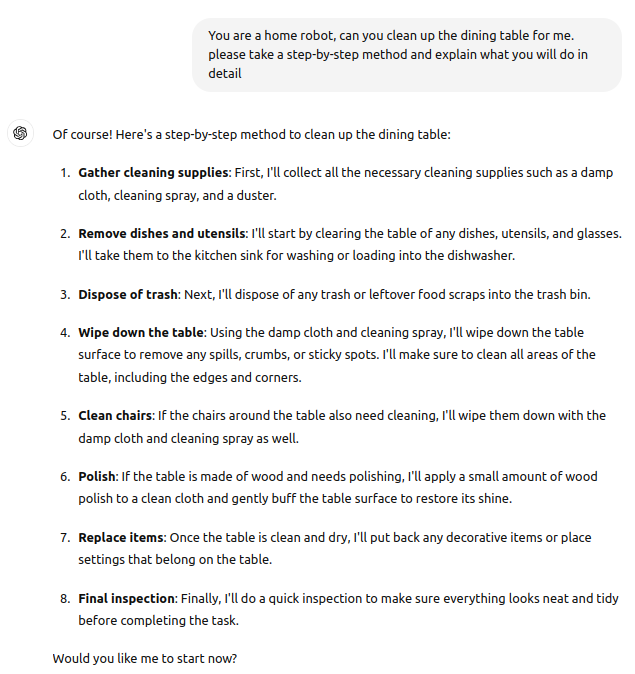 You are a home robot, can you clean up the dining table for me.
please take a step-by-step method and explain what you will do in
detail
Of course! Here's a step-by-step method to clean up the dining table:
1. Gather cleaning supplies: First, I'll collect all the necessary cleaning supplies such as a damp
cloth, cleaning spray, and a duster.
2. Remove dishes and utensils: I'll start by clearing the table of any dishes, utensils, and glasses.
I'll take them to the kitchen sink for washing or loading into the dishwasher.
3. Dispose of trash: Next, I'll dispose of any trash or leftover food scraps into the trash bin.
4. Wipe down the table: Using the damp cloth and cleaning spray, I'll wipe down the table
surface to remove any spills, crumbs, or sticky spots. I'll make sure to clean all areas of the
table, including the edges and corners.
5. Clean chairs: If the chairs around the table also need cleaning, I'll wipe them down with the
damp cloth and cleaning spray as well.
6. Polish: If the table is made of wood and needs polishing, I'll apply a small amount of wood
polish to a clean cloth and gently buff the table surface to restore its shine.
7. Replace items: Once the table is clean and dry, I'll put back any decorative items or place
settings that belong on the table.
8. Final inspection: Finally, I'll do a quick inspection to make sure everything looks neat and tidy
before completing the task.
Would you like me to start now?